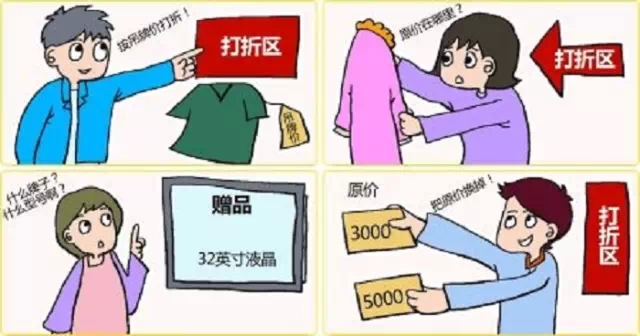 按吊牌价打折！
打折区
吊牌价
原价在哪里？
打折区
什么牌子？
什么型号啊？
赠品
32英寸液晶
原价
3000
5000
把原价换掉！
打折区